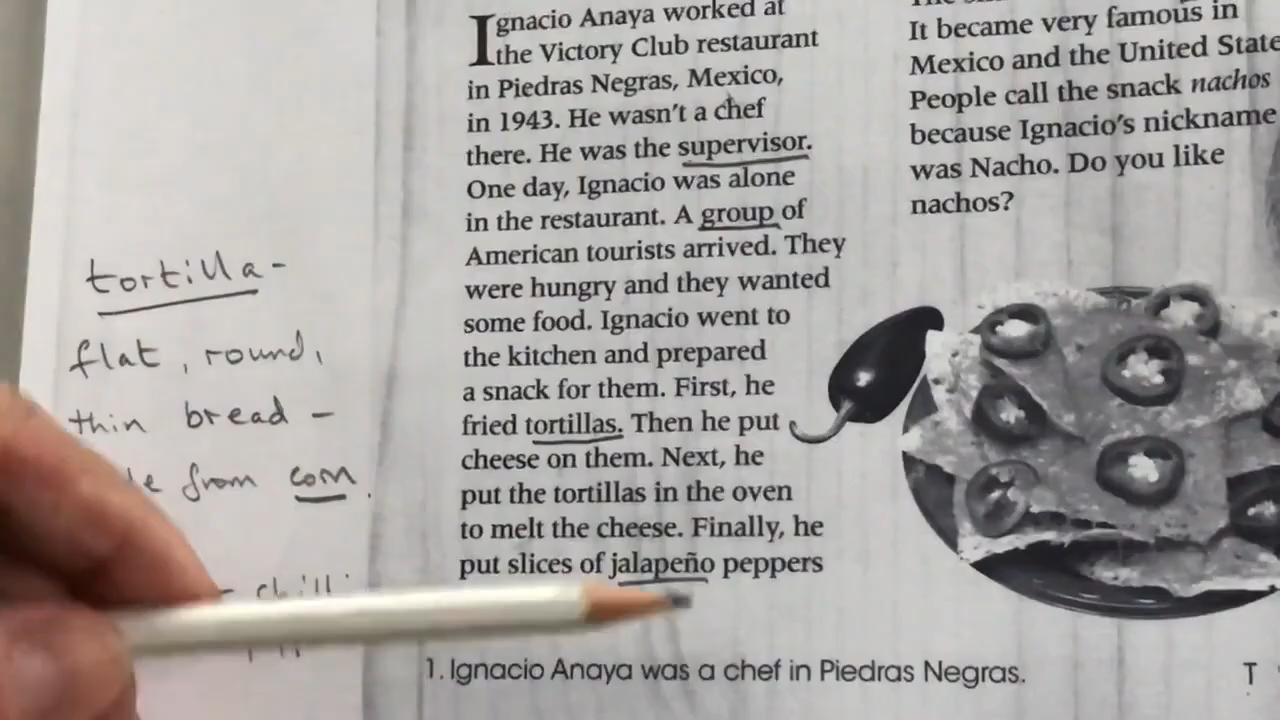 Ignacio Anaya worked at
the Victory Club restaurant
in Piedras Negras, Mexico,
in 1943. He wasn't a chef
there. He was the supervisor.
One day, Ignacio was alone
in the restaurant. A group of
American tourists arrived. They
were hungry and they wanted
some food. Ignacio went to
the kitchen and prepared
a snack for them. First, he
fried tortillas. Then he put
cheese on them. Next, he
put the tortillas in the oven
to melt the cheese. Finally, he
put slices of jalapeño peppers
It became very famous in
Mexico and the United State
People call the snack nachos
because Ignacio's nickname
was Nacho. Do you like
nachos?
tortilla-
flat, round,
thin bread -
from corn.
1. Ignacio Anaya was a chef in Piedras Negras.
T